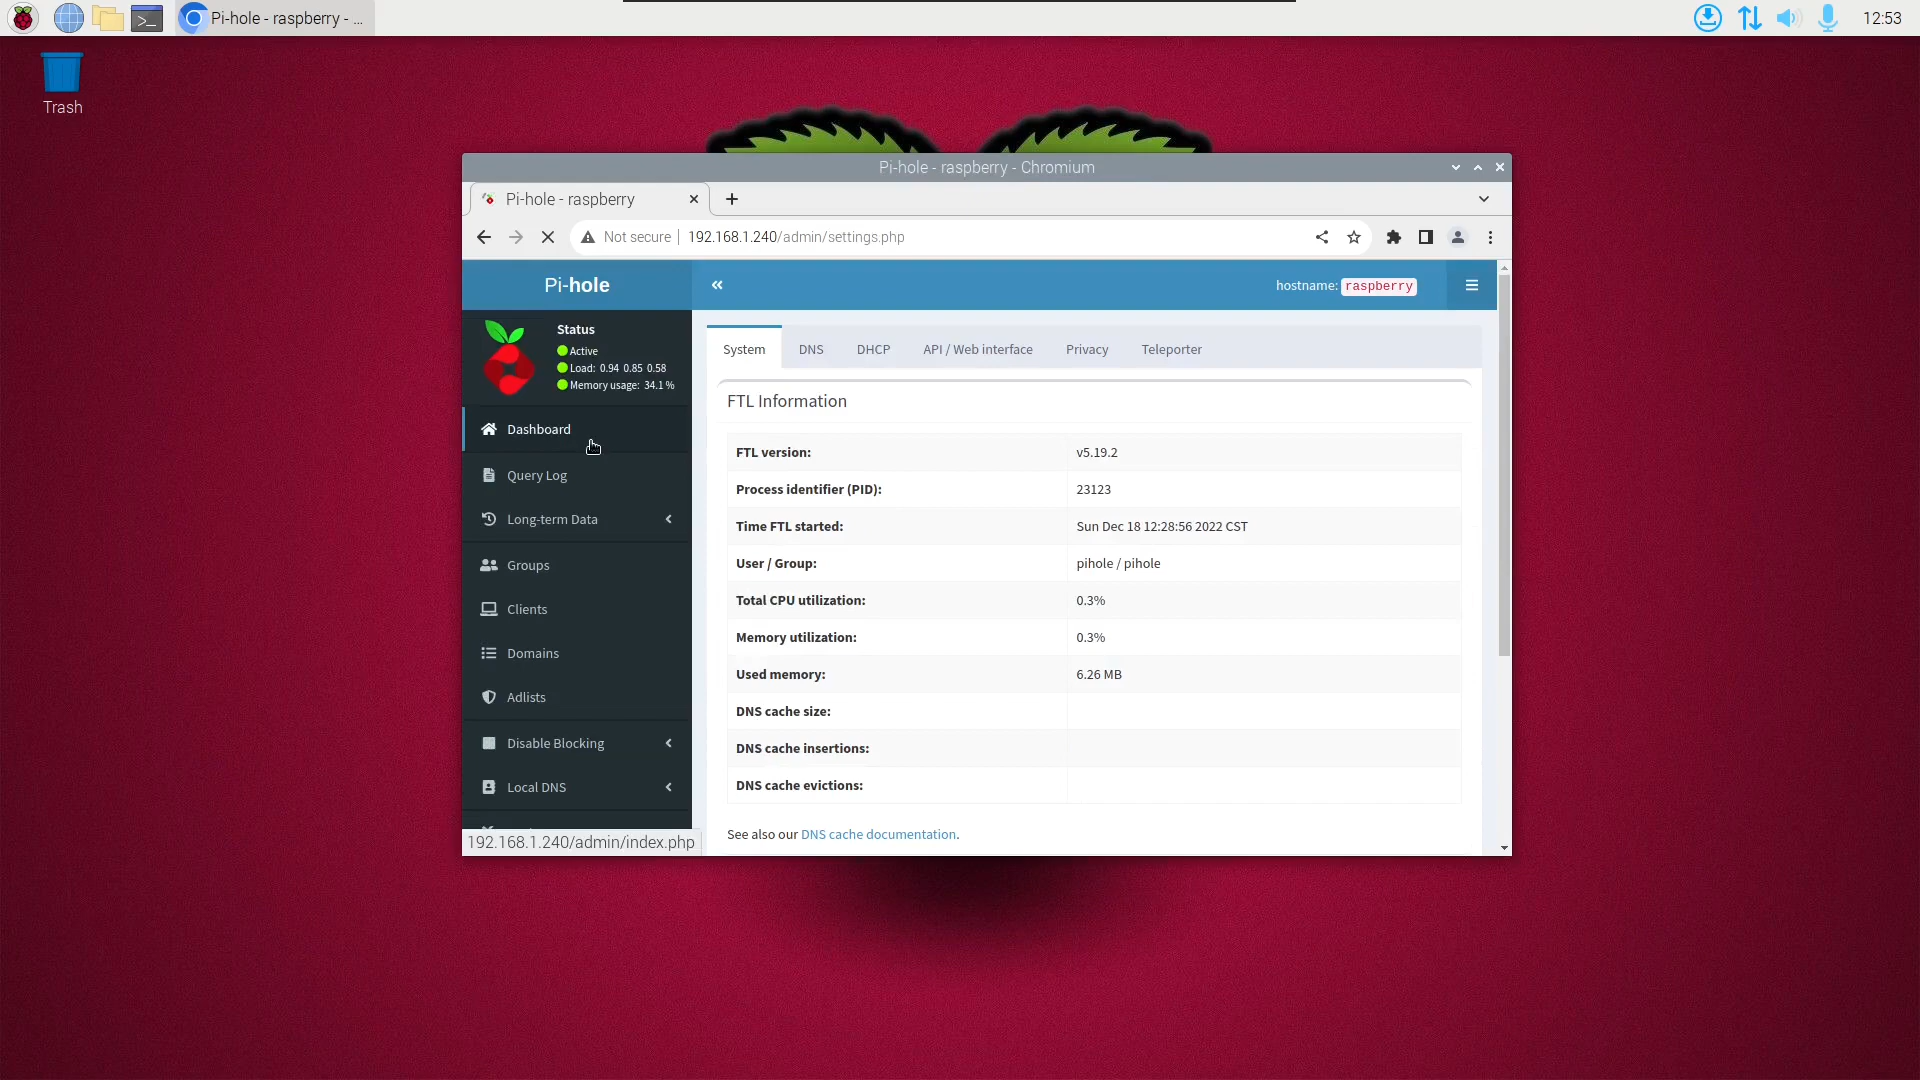 Pi-hole - raspberry - ...
12:53
Trash
Pi-hole - raspberry - Chromium
Pi-hole - raspberry
Not secure 192.168.1.240/admin/settings.php
Pi-hole
hostname: raspberry
Status
Active
Load: 0.94 0.85 0.58
Memory usage: 34.1 %
Dashboard
Query Log
Long-term Data
Groups
Clients
Domains
Adlists
Disable Blocking
Local DNS
192.168.1.240/admin/index.php
System DNS DHCP API / Web interface Privacy Teleporter
FTL Information
FTL version: v5.19.2
Process identifier (PID): 23123
Time FTL started: Sun Dec 18 12:28:56 2022 CST
User / Group: pihole / pihole
Total CPU utilization: 0.3%
Memory utilization: 0.3%
Used memory: 6.26 MB
DNS cache size:
DNS cache insertions:
DNS cache evictions:
See also our DNS cache documentation.